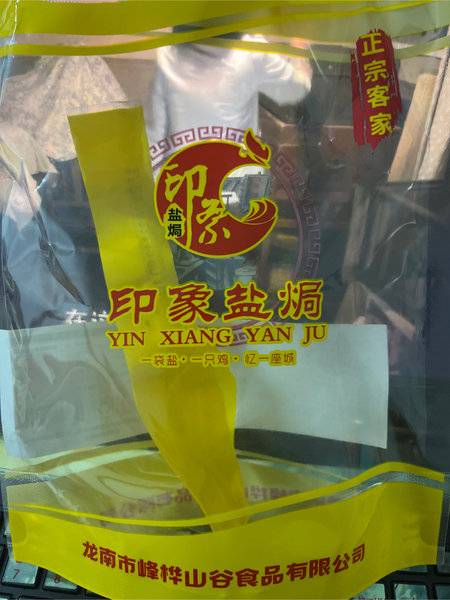 正宗客家
印象
盐焗
印象盐焗
YIN XIANG YAN JU
一袋盐·一只鸡·忆一座城
龙南市峰桦山谷食品有限公司